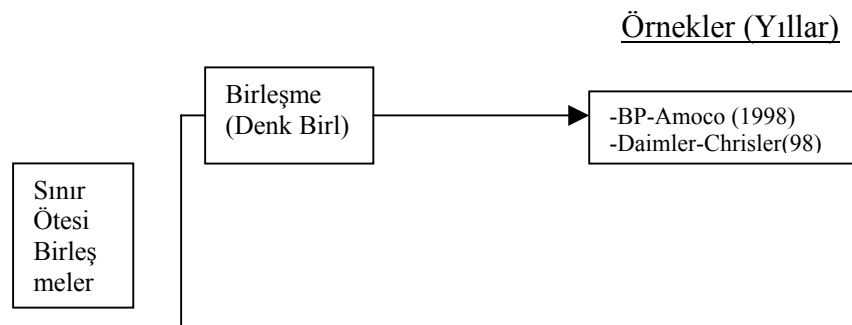 Örnekler (Yıllar)
Birleşme
(Denk Birl)
-BP-Amoco (1998)
-Daimler-Chrisler(98)
Sınır
Ötesi
Birleş
meler